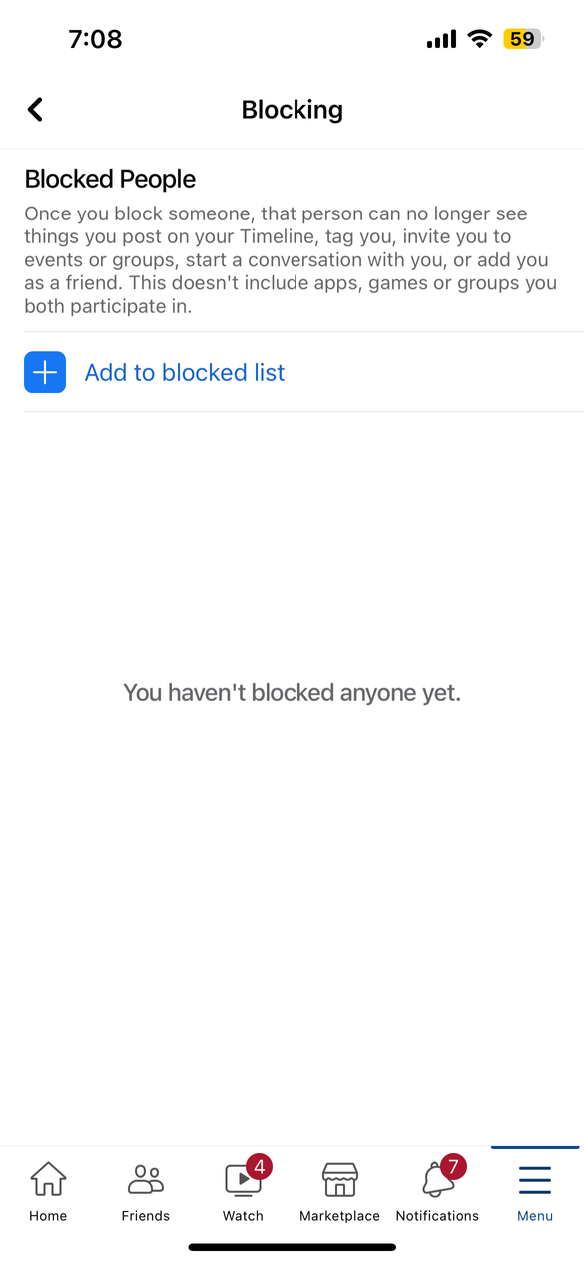 7:08
59
Blocking
Blocked People
Once you block someone, that person can no longer see
things you post on your Timeline, tag you, invite you to
events or groups, start a conversation with you, or add you
as a friend. This doesn't include apps, games or groups you
both participate in.
Add to blocked list
You haven't blocked anyone yet.
4
7
Home
Friends
Watch
Marketplace
Notifications
Menu